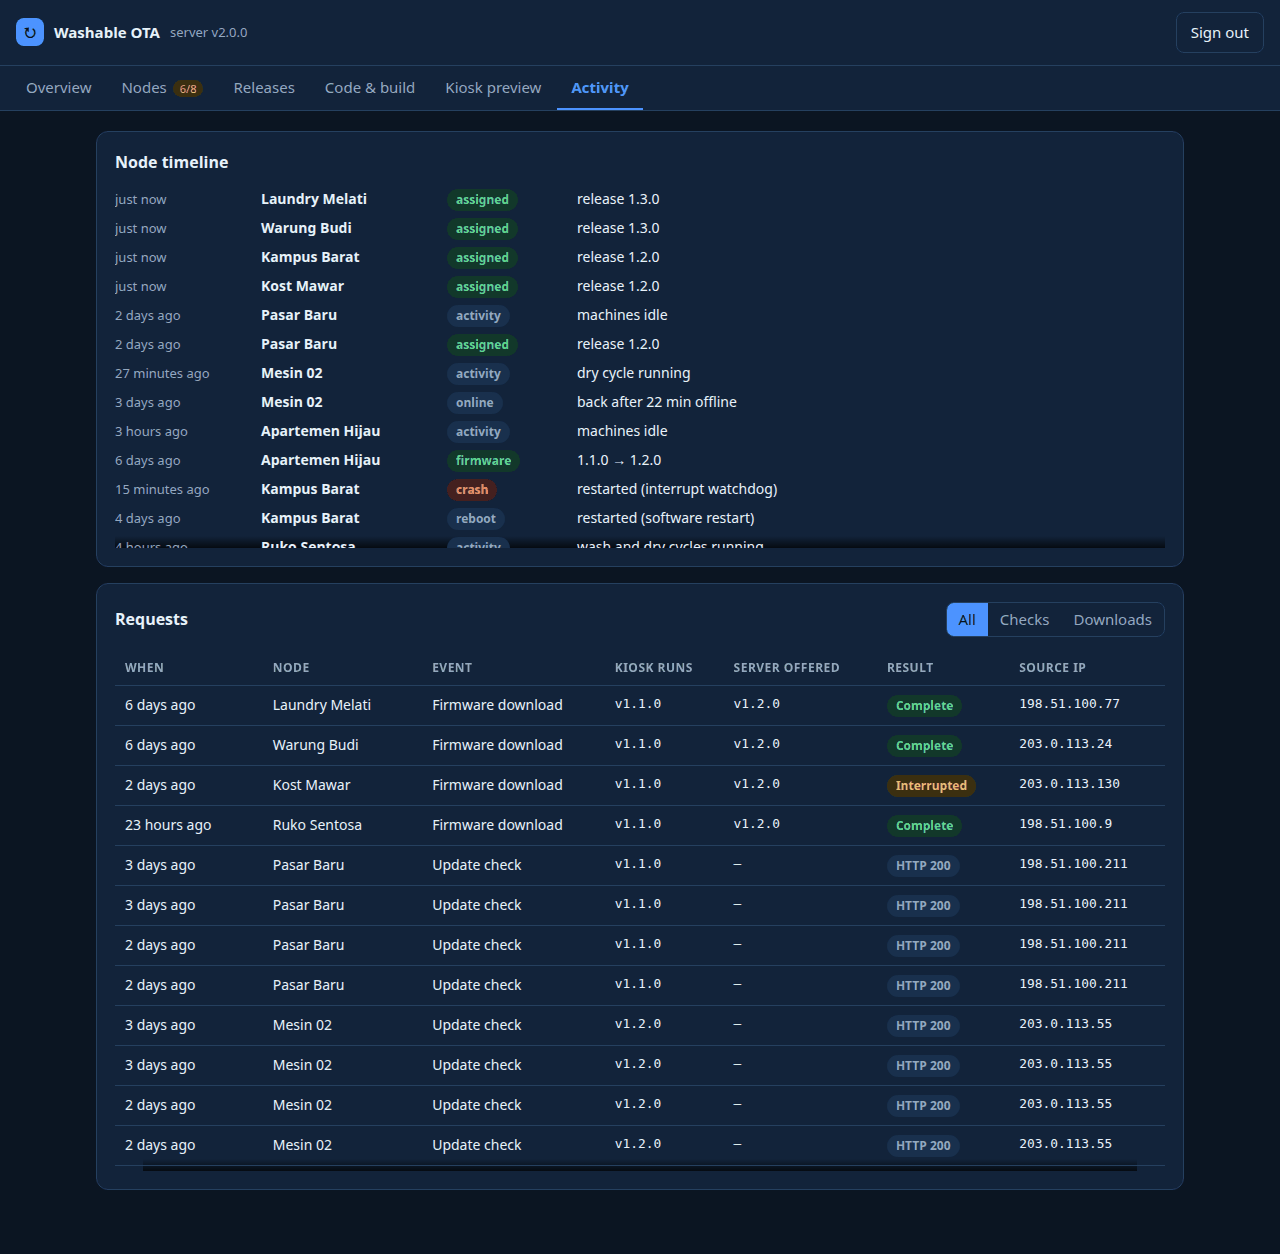 Washable OTA server v2.0.0 Sign out
Overview Nodes 6/8 Releases Code & build Kiosk preview Activity
Node timeline
just now Laundry Melati assigned release 1.3.0
just now Warung Budi assigned release 1.3.0
just now Kampus Barat assigned release 1.2.0
just now Kost Mawar assigned release 1.2.0
2 days ago Pasar Baru activity machines idle
2 days ago Pasar Baru assigned release 1.2.0
27 minutes ago Mesin 02 activity dry cycle running
3 days ago Mesin 02 online back after 22 min offline
3 hours ago Apartemen Hijau activity machines idle
6 days ago Apartemen Hijau firmware 1.1.0 → 1.2.0
15 minutes ago Kampus Barat crash restarted (interrupt watchdog)
4 days ago Kampus Barat reboot restarted (software restart)
4 hours ago Ruko Sentosa activity wash and dry cycles running
Requests All Checks Downloads
WHEN NODE EVENT KIOSK RUNS SERVER OFFERED RESULT SOURCE IP
6 days ago Laundry Melati Firmware download v1.1.0 v1.2.0 Complete 198.51.100.77
6 days ago Warung Budi Firmware download v1.1.0 v1.2.0 Complete 203.0.113.24
2 days ago Kost Mawar Firmware download v1.1.0 v1.2.0 Interrupted 203.0.113.130
23 hours ago Ruko Sentosa Firmware download v1.1.0 v1.2.0 Complete 198.51.100.9
3 days ago Pasar Baru Update check v1.1.0 — HTTP 200 198.51.100.211
3 days ago Pasar Baru Update check v1.1.0 — HTTP 200 198.51.100.211
2 days ago Pasar Baru Update check v1.1.0 — HTTP 200 198.51.100.211
2 days ago Pasar Baru Update check v1.1.0 — HTTP 200 198.51.100.211
3 days ago Mesin 02 Update check v1.2.0 — HTTP 200 203.0.113.55
3 days ago Mesin 02 Update check v1.2.0 — HTTP 200 203.0.113.55
2 days ago Mesin 02 Update check v1.2.0 — HTTP 200 203.0.113.55
2 days ago Mesin 02 Update check v1.2.0 — HTTP 200 203.0.113.55